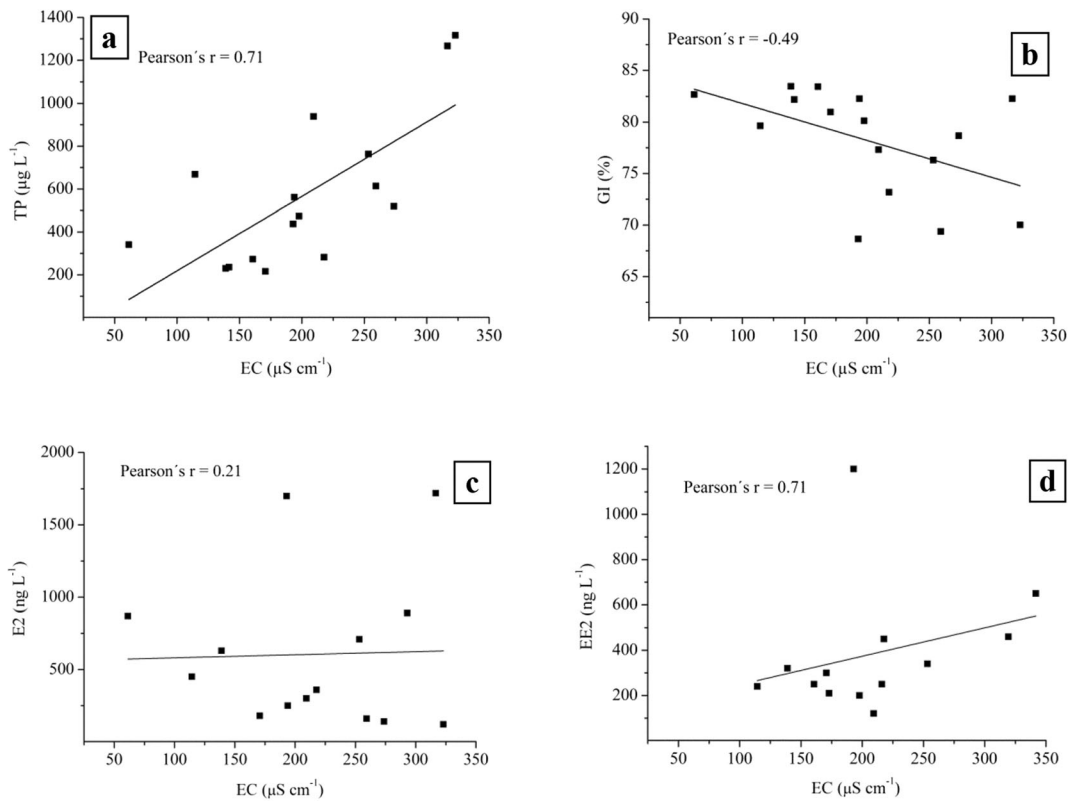 a
Pearson´s r = 0.71
1400
1200
1000
800
600
400
200
TP (µg L⁻¹)
50 100 150 200 250 300 350
EC (µS cm⁻¹)
b
Pearson´s r = -0.49
90
85
80
75
70
65
GI (%)
50 100 150 200 250 300 350
EC (µS cm⁻¹)
c
Pearson´s r = 0.21
2000
1500
1000
500
E2 (ng L⁻¹)
50 100 150 200 250 300 350
EC (µS cm⁻¹)
d
Pearson´s r = 0.71
1200
1000
800
600
400
200
EE2 (ng L⁻¹)
50 100 150 200 250 300 350
EC (µS cm⁻¹)